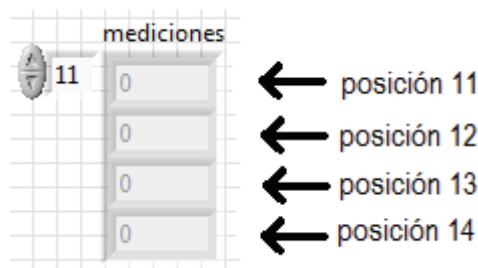 mediciones
11
0 posición 11
0 posición 12
0 posición 13
0 posición 14